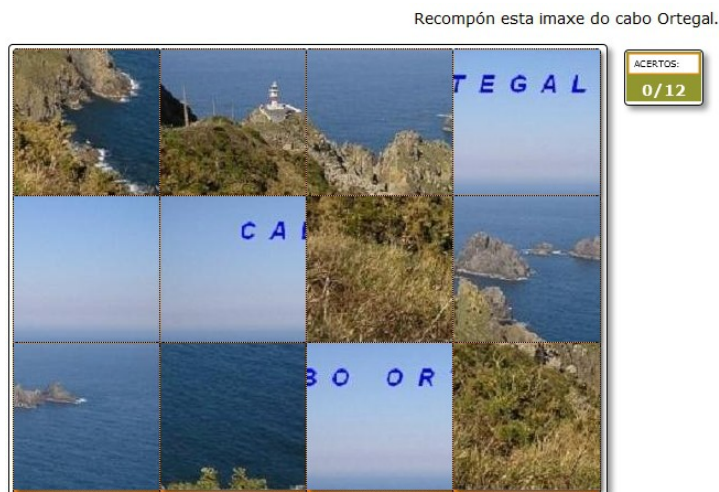 Recompón esta imaxe do cabo Ortegal.
ACERTOS:
0/12
TEGAL
CA
BO OR